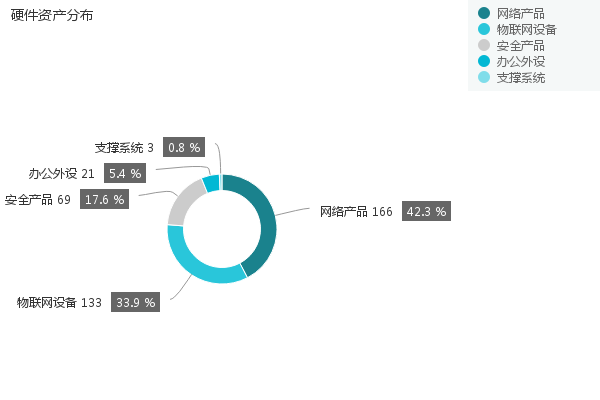 硬件资产分布
网络产品
物联网设备
安全产品
办公外设
支撑系统
支撑系统 3 0.8 %
办公外设 21 5.4 %
安全产品 69 17.6 %
网络产品 166 42.3 %
物联网设备 133 33.9 %